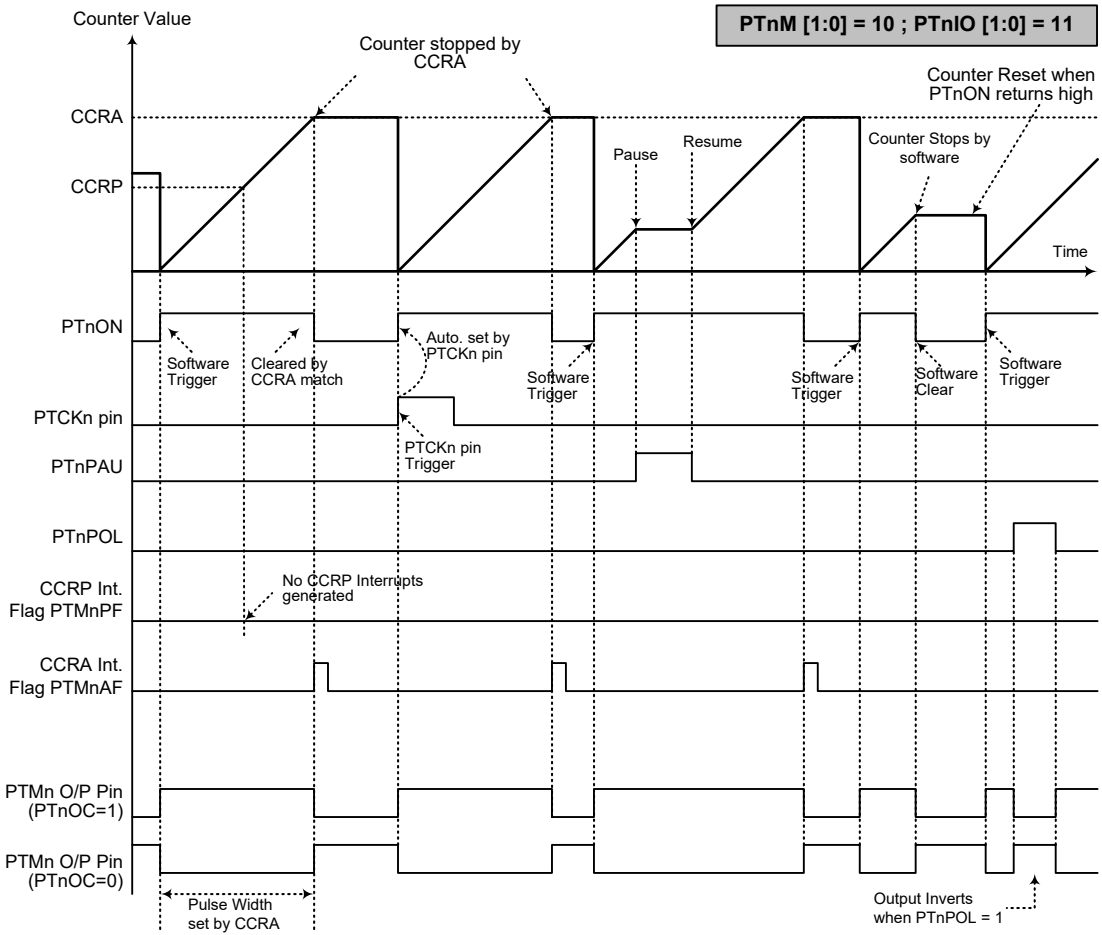 Counter Value
PTnM [1:0] = 10 ; PTnIO [1:0] = 11
Counter stopped by
CCRA
Counter Reset when
PTnON returns high
CCRA
Pause
Resume
Counter Stops by
software
CCRP
Time
PTnON
Software
Trigger
Cleared by
CCRA match
Auto. set by
PTCKn pin
Software
Trigger
Software
Trigger
Software
Clear
Software
Trigger
PTCKn pin
PTCKn pin
Trigger
PTnPAU
PTnPOL
No CCRP Interrupts
generated
CCRP Int.
Flag PTMnPF
CCRA Int.
Flag PTMnAF
PTMn O/P Pin
(PTnOC=1)
PTMn O/P Pin
(PTnOC=0)
Pulse Width
set by CCRA
Output Inverts
when PTnPOL = 1